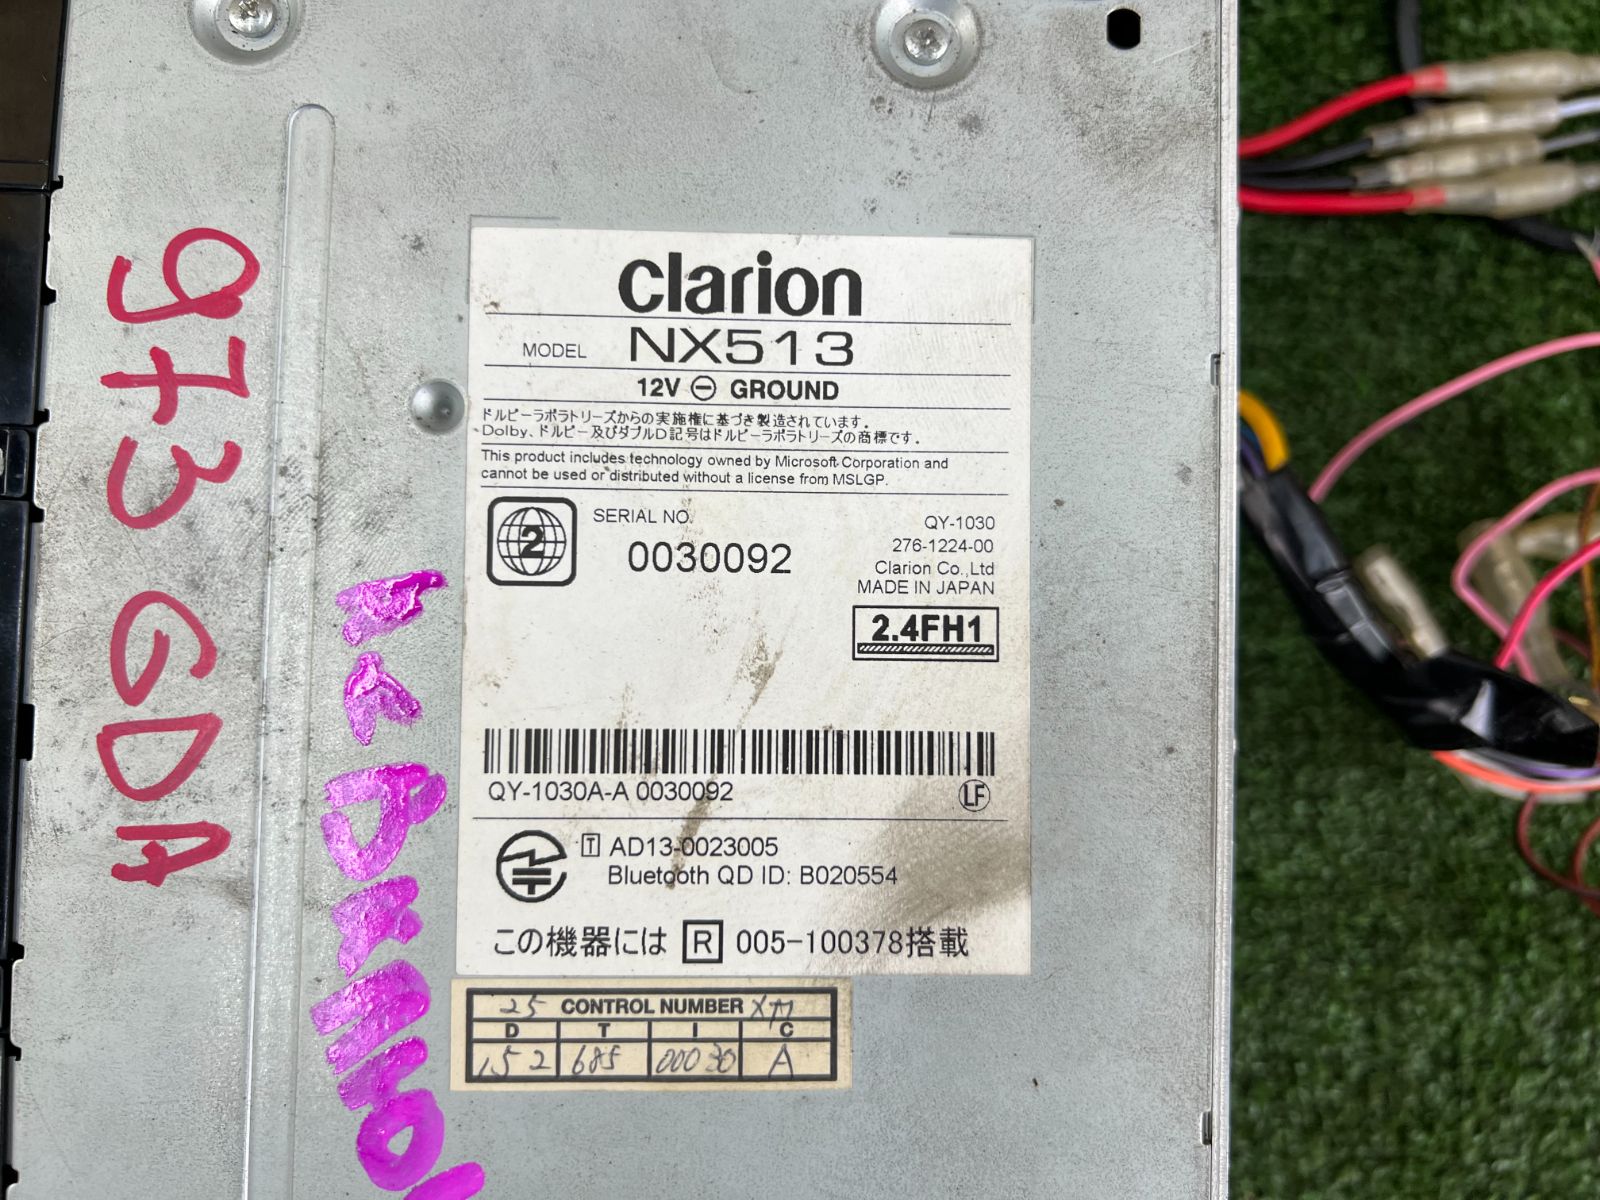 973 GDA
clarion
MODEL NX513
12V ⊖ GROUND
ドルビーラボラトリーズからの実施権に基づき製造されています。
Dolby、ドルビー及びダブルD記号はドルビーラボラトリーズの商標です。
This product includes technology owned by Microsoft Corporation and
cannot be used or distributed without a license from MSLGP.
2
SERIAL NO.
0030092
QY-1030
276-1224-00
Clarion Co.,Ltd
MADE IN JAPAN
2.4FH1
QY-1030A-A 0030092
LF
T AD13-0023005
Bluetooth QD ID: B020554
この機器には R 005-100378搭載
25 CONTROL NUMBER
D T I C
152 685 00030 A